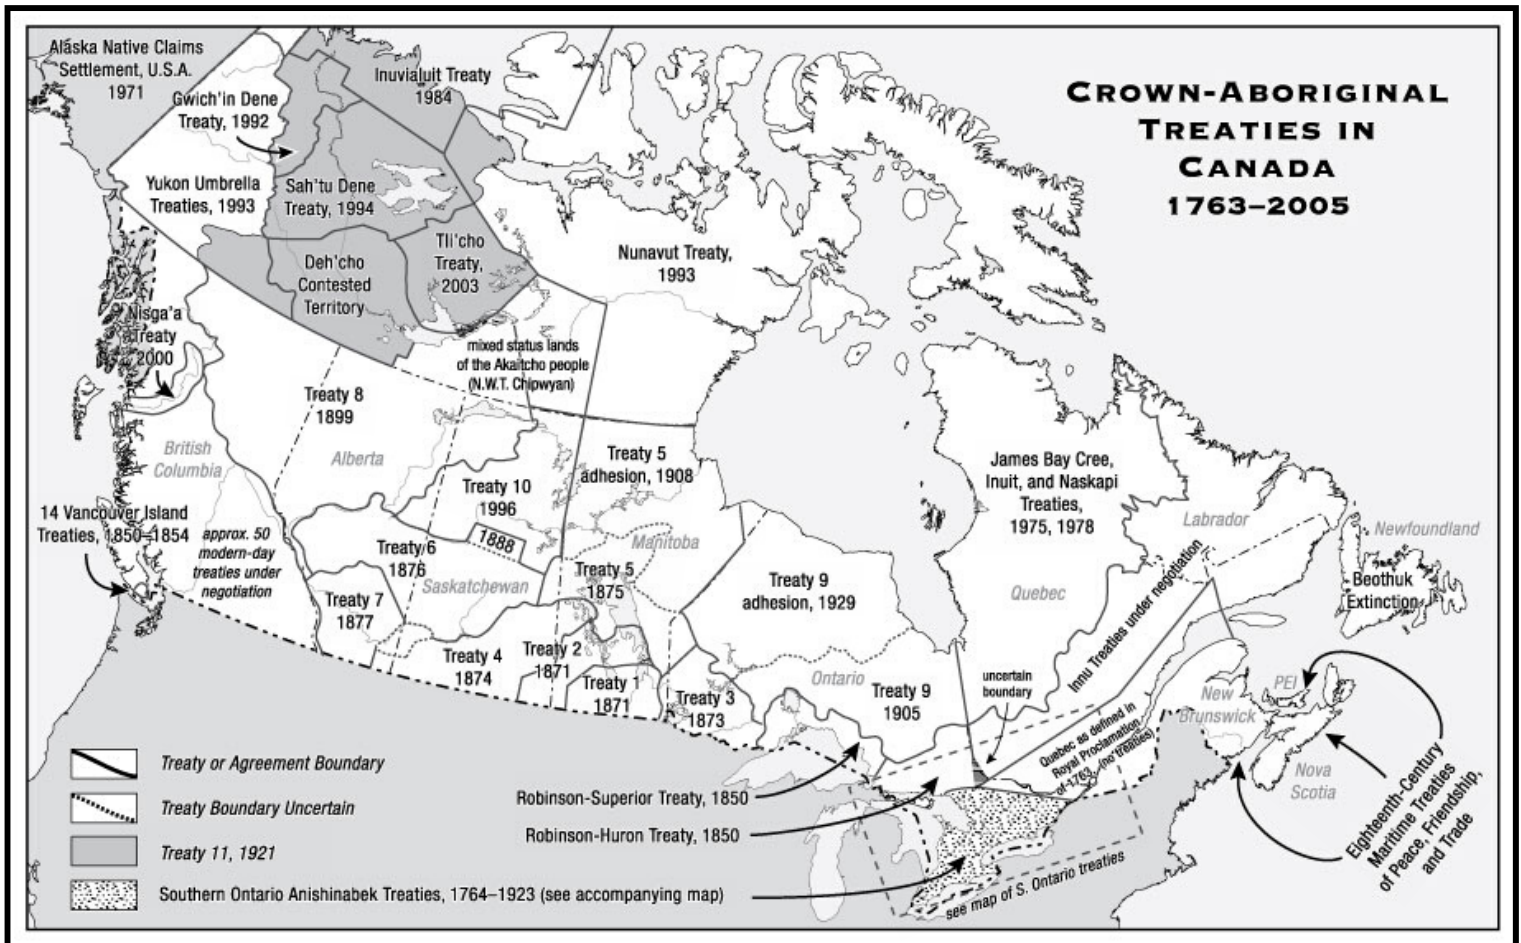 Alaska Native Claims
Settlement, U.S.A.
1971
Gwich'in Dene
Treaty, 1992
Inuvialuit Treaty
1984
CROWN-ABORIGINAL
TREATIES IN
CANADA
1763–2005
Yukon Umbrella
Treaties, 1993
Sah'tu Dene
Treaty, 1994
Deh'cho
Contested
Territory
Tli'cho
Treaty,
2003
Nunavut Treaty,
1993
Nisga'a
Treaty
2000
mixed status lands
of the Akaitcho people
(N.W.T. Chipwyan)
Treaty 8
1899
British
Columbia
Alberta
Treaty 5
adhesion, 1908
Treaty 10
1996
1888
James Bay Cree,
Inuit, and Naskapi
Treaties,
1975, 1978
Labrador
Newfoundland
14 Vancouver Island
Treaties, 1850–1854
approx. 50
modern-day
treaties under
negotiation
Treaty 6
1876
Saskatchewan
Manitoba
Treaty 5
1875
Treaty 7
1877
Treaty 9
adhesion, 1929
Quebec
Innu Treaties under negotiation
Beothuk
Extinction
Treaty 4
1874
Treaty 2
1871
Treaty 1
1871
Treaty 3
1873
Ontario
Treaty 9
1905
uncertain
boundary
Quebec as defined in
Royal Proclamation
of 1763 (no treaties)
New
Brunswick
PEI
Nova
Scotia
Eighteenth-Century
Maritime Treaties
of Peace, Friendship,
and Trade
Treaty or Agreement Boundary
Treaty Boundary Uncertain
Treaty 11, 1921
Southern Ontario Anishinabek Treaties, 1764–1923 (see accompanying map)
Robinson-Superior Treaty, 1850
Robinson-Huron Treaty, 1850
see map of S. Ontario treaties